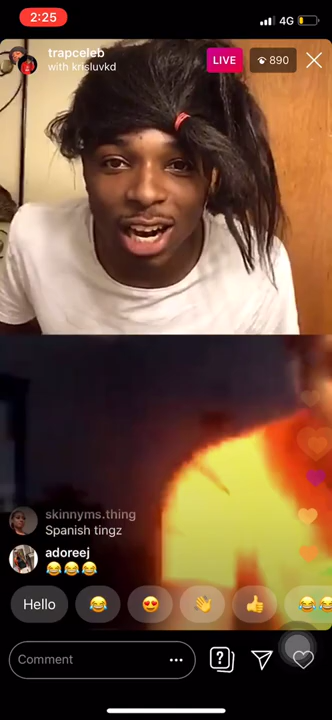 2:25
4G
trapceleb
with krisluvkd
LIVE
890
skinnyms.thing
Spanish tingz
adoreej
😂😂😂
Hello
😂 😍 👋 👍 😂😂
Comment